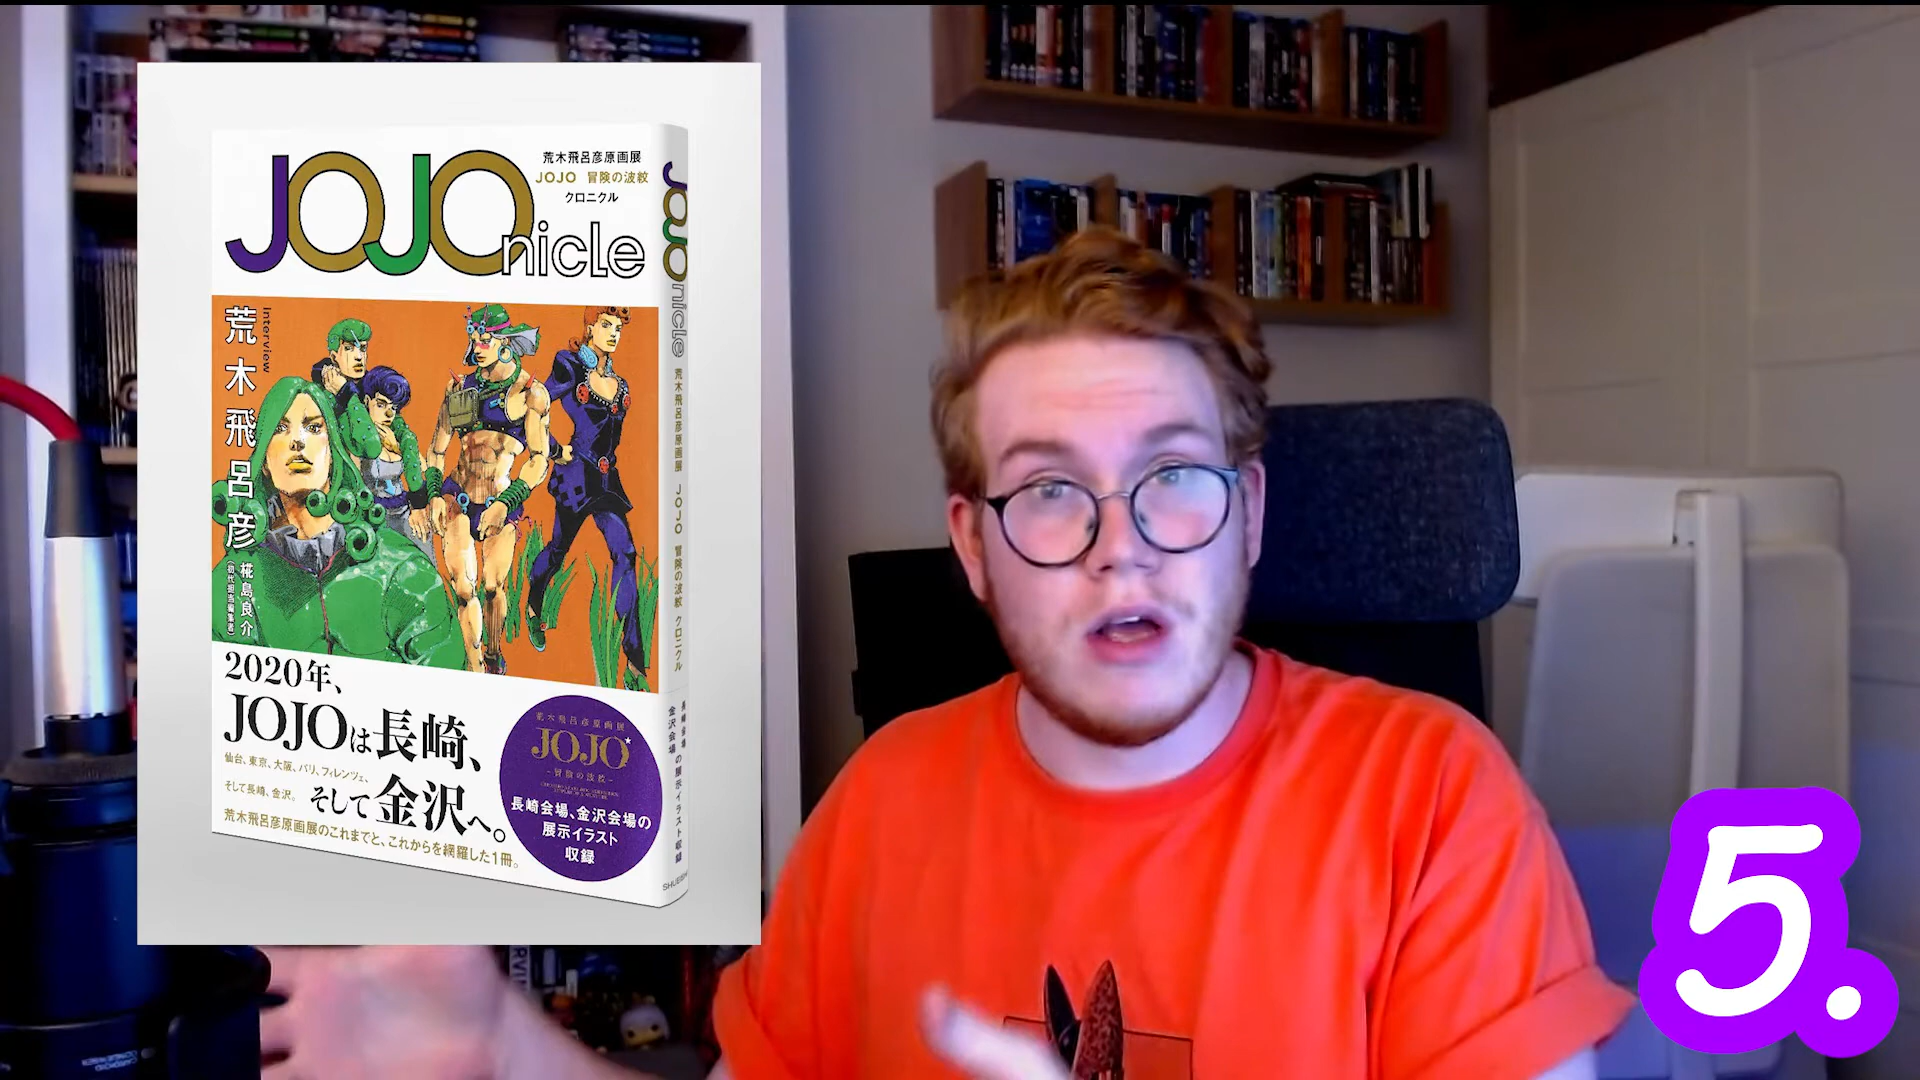 JOJOnicle
荒木飛呂彦原画展
JOJO 冒険の波紋
クロニクル
Interview
荒木飛呂彦
椛島良介
(初代担当編集者)
2020年、
JOJOは長崎、
仙台、東京、大阪、パリ、フィレンツェ、
そして長崎、金沢。
そして金沢へ。
荒木飛呂彦原画展のこれまでと、これからを網羅した1冊。
荒木飛呂彦原画展
JOJO
-冒険の波紋-
長崎会場、金沢会場の
展示イラスト
収録
JOJOnicle 荒木飛呂彦原画展 JOJO 冒険の波紋 クロニクル
長崎会場
金沢会場 の展示イラスト収録
5.